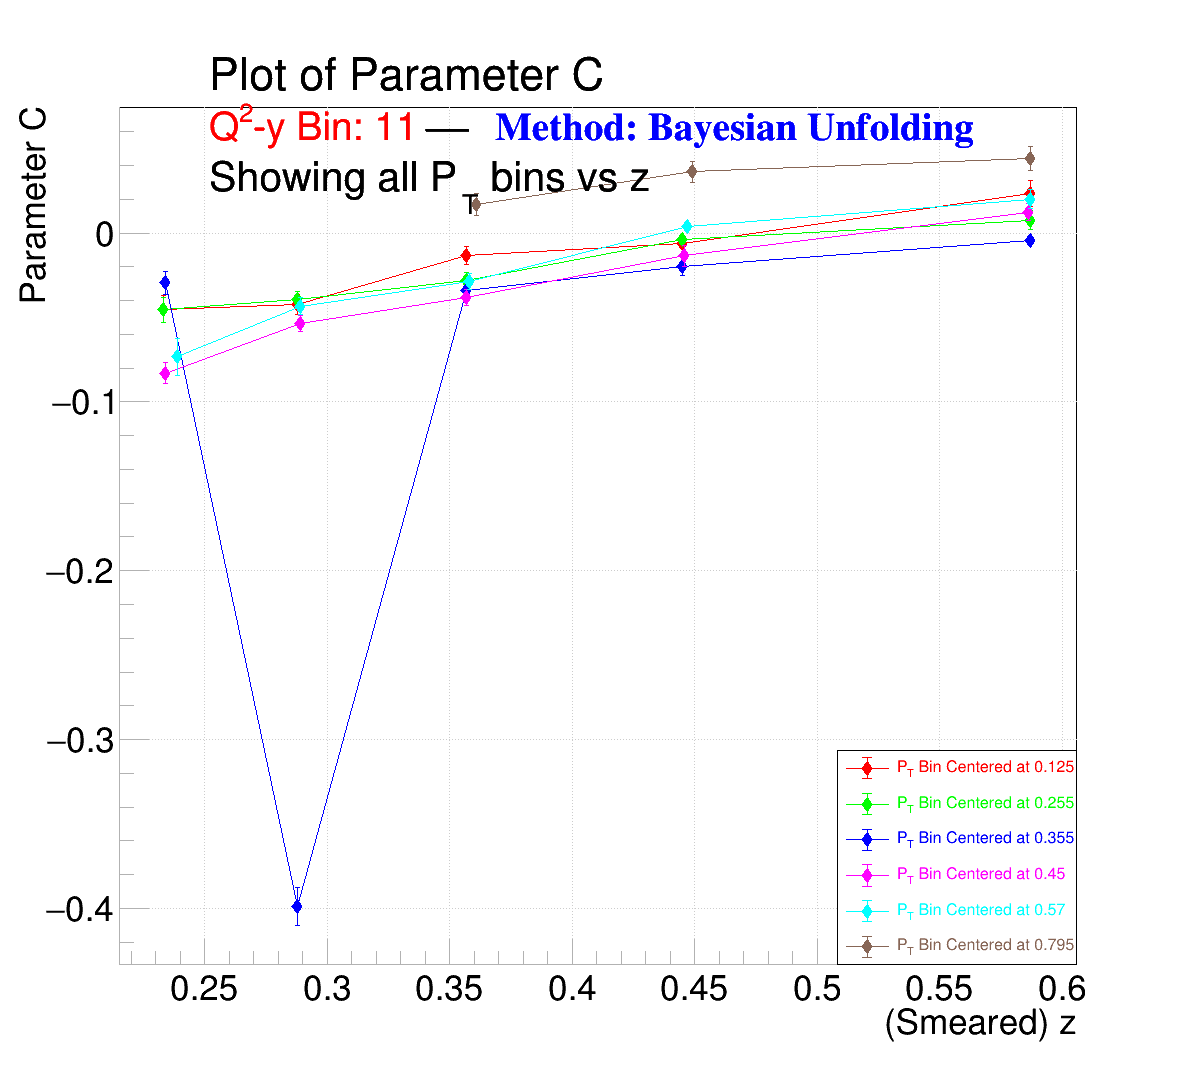 Plot of Parameter C
Q2-y Bin: 11 — Method: Bayesian Unfolding
Showing all PT bins vs z
Parameter C
0
−0.1
−0.2
−0.3
−0.4
PT Bin Centered at 0.125
PT Bin Centered at 0.255
PT Bin Centered at 0.355
PT Bin Centered at 0.45
PT Bin Centered at 0.57
PT Bin Centered at 0.795
0.25 0.3 0.35 0.4 0.45 0.5 0.55 0.6
(Smeared) z